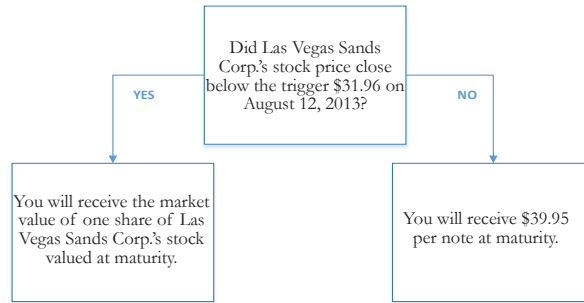 Did Las Vegas Sands
Corp.'s stock price close
below the trigger $31.96 on
August 12, 2013?
YES
NO
You will receive the market
value of one share of Las
Vegas Sands Corp.'s stock
valued at maturity.
You will receive $39.95
per note at maturity.